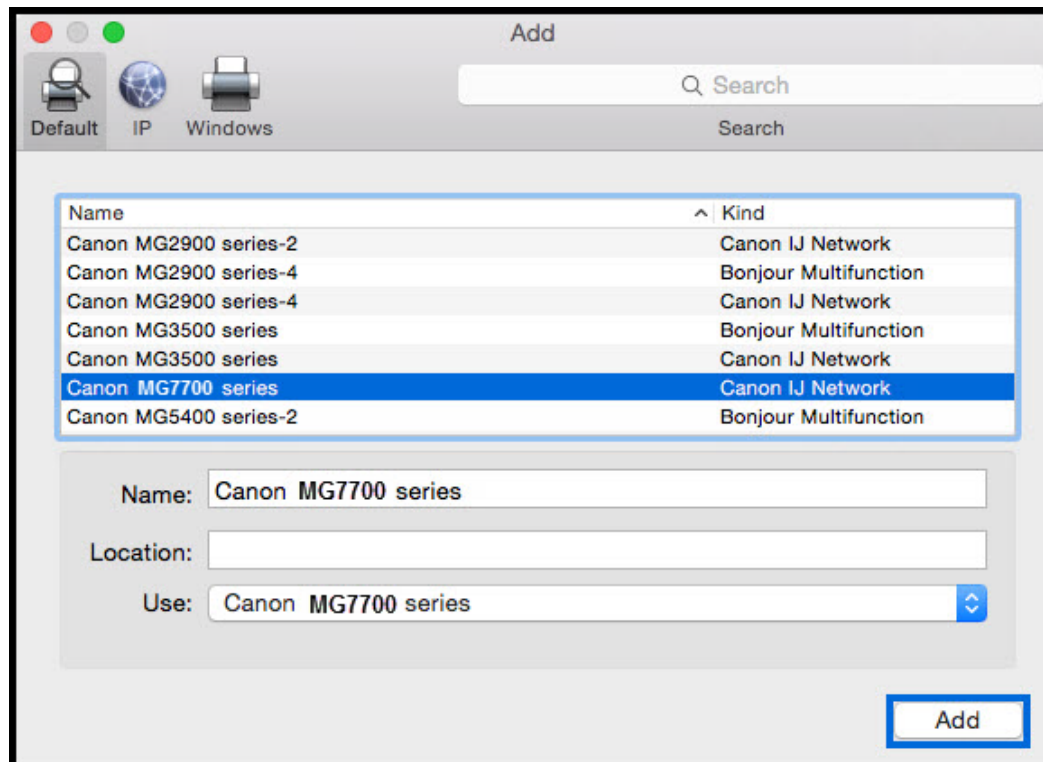 Add
Search
Default IP Windows Search
Name Kind
Canon MG2900 series-2 Canon IJ Network
Canon MG2900 series-4 Bonjour Multifunction
Canon MG2900 series-4 Canon IJ Network
Canon MG3500 series Bonjour Multifunction
Canon MG3500 series Canon IJ Network
Canon MG7700 series Canon IJ Network
Canon MG5400 series-2 Bonjour Multifunction
Name: Canon MG7700 series
Location:
Use: Canon MG7700 series
Add